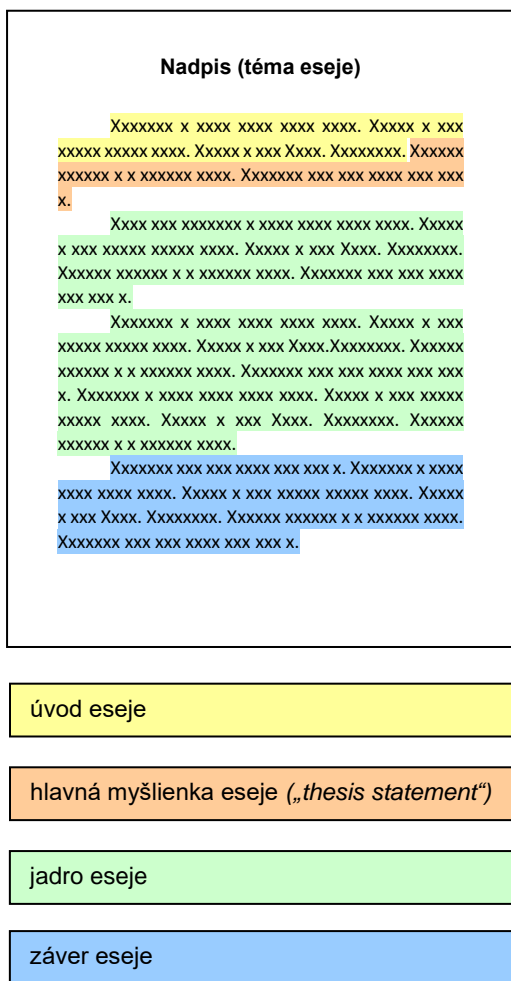 Nadpis (téma eseje)
Xxxxxxx x xxxx xxxx xxxx xxxx. Xxxxx x xxx
xxxxx xxxxx xxxx. Xxxxx x xxx Xxxx. Xxxxxxxx. Xxxxxx
xxxxxx x x xxxxxx xxxx. Xxxxxxx xxx xxx xxxx xxx xxx
x.
Xxxx xxx xxxxxxx x xxxx xxxx xxxx xxxx. Xxxxx
x xxx xxxxx xxxxx xxxx. Xxxxx x xxx Xxxx. Xxxxxxxx.
Xxxxxx xxxxxx x x xxxxxx xxxx. Xxxxxxx xxx xxx xxxx
xxx xxx x.
Xxxxxxx x xxxx xxxx xxxx xxxx. Xxxxx x xxx
xxxxx xxxxx xxxx. Xxxxx x xxx Xxxx.Xxxxxxxx. Xxxxxx
xxxxxx x x xxxxxx xxxx. Xxxxxxx xxx xxx xxxx xxx xxx
x. Xxxxxxx x xxxx xxxx xxxx xxxx. Xxxxx x xxx xxxxx
xxxxx xxxx. Xxxxx x xxx Xxxx. Xxxxxxxx. Xxxxxx
xxxxxx x x xxxxxx xxxx.
Xxxxxxx xxx xxx xxxx xxx xxx x. Xxxxxxx x xxxx
xxxx xxxx xxxx. Xxxxx x xxx xxxxx xxxxx xxxx. Xxxxx
x xxx Xxxx. Xxxxxxxx. Xxxxxx xxxxxx x x xxxxxx xxxx.
Xxxxxxx xxx xxx xxxx xxx xxx x.
úvod eseje
hlavná myšlienka eseje („thesis statement“)
jadro eseje
záver eseje